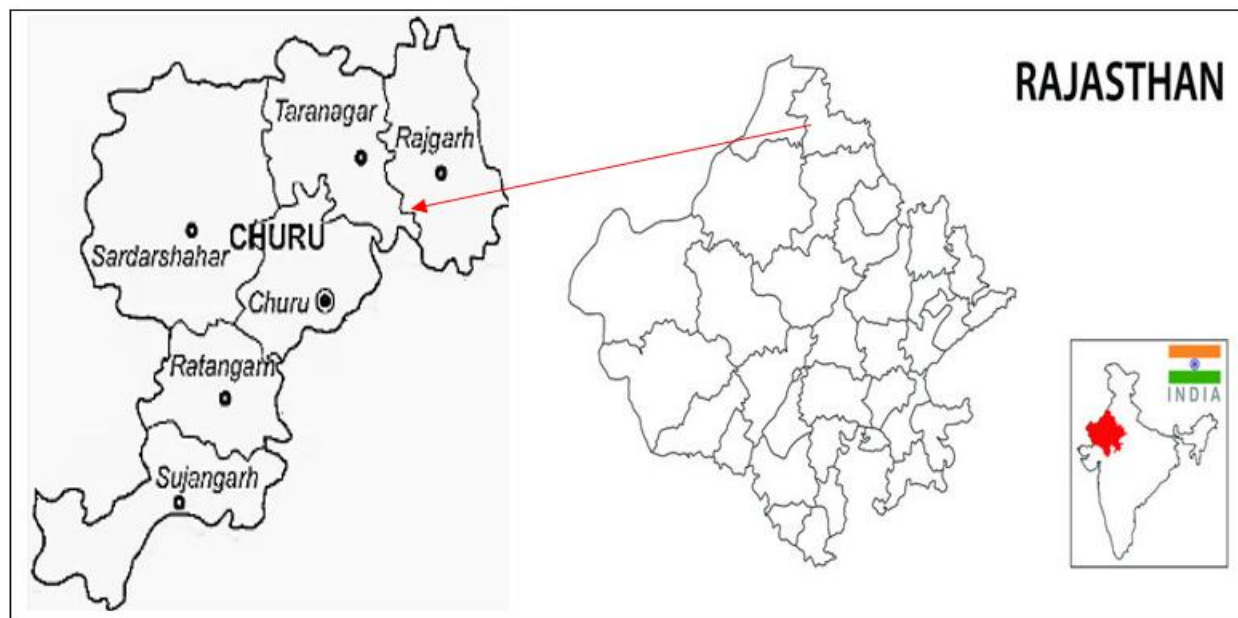 Taranagar
Rajgarh
CHURU
Sardarshahar
Churu
Ratangarh
Sujangarh
RAJASTHAN
INDIA